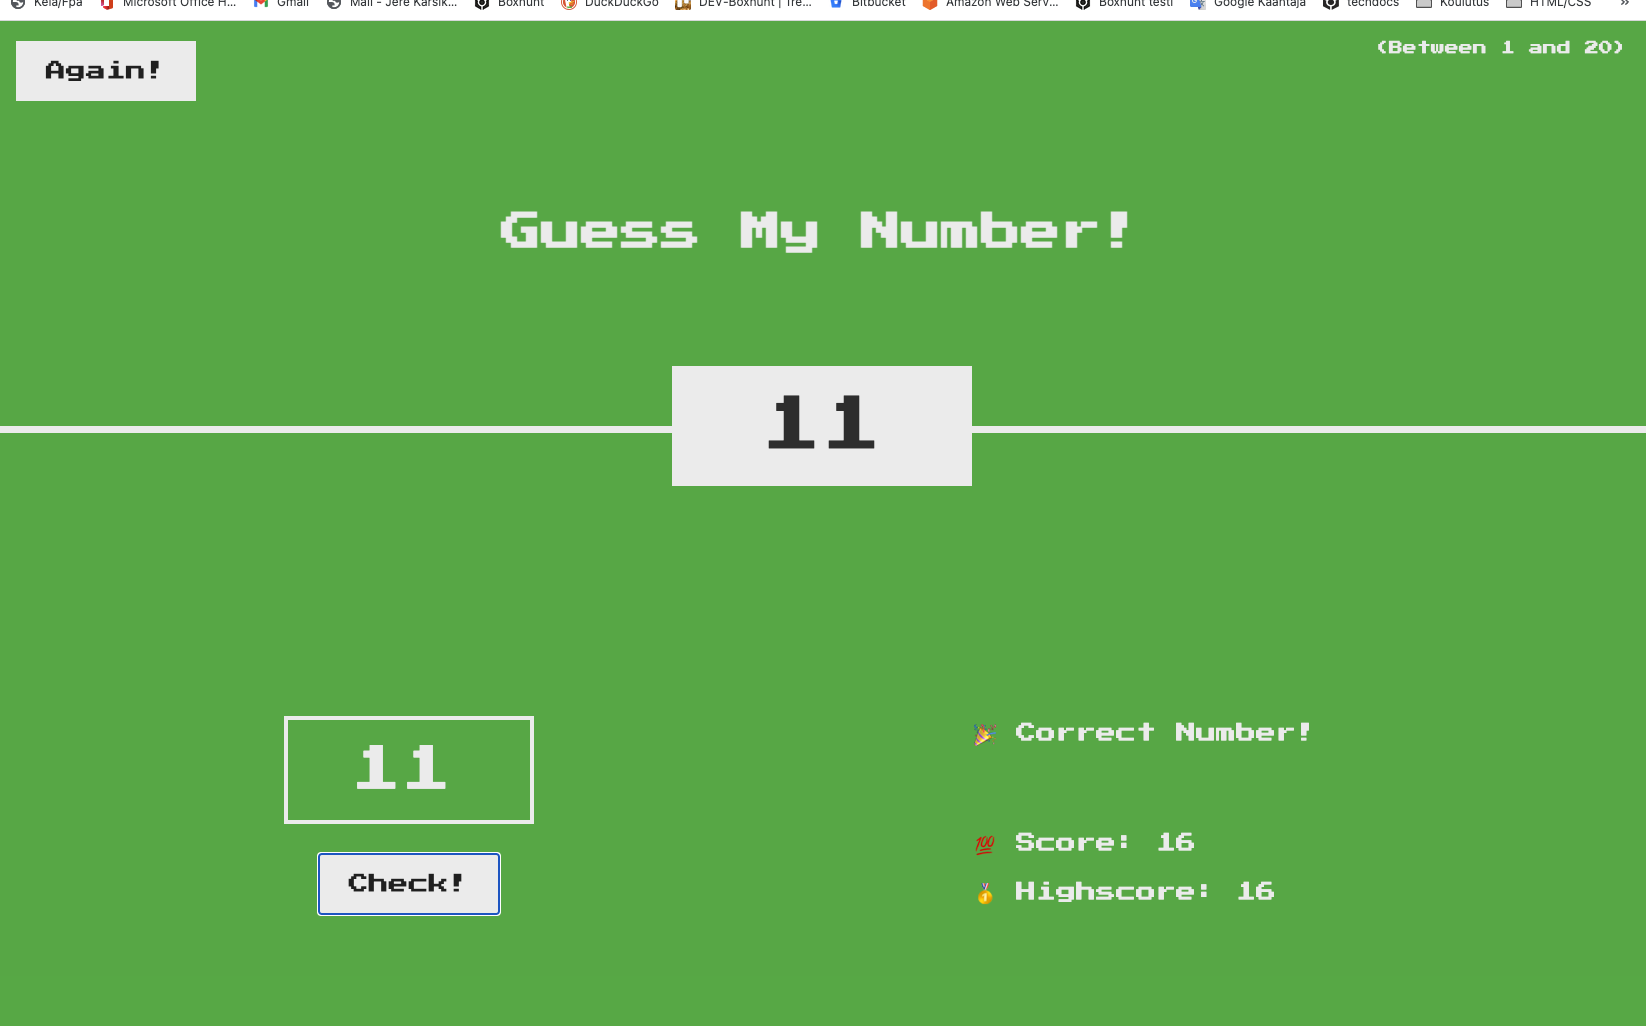 Kela/Fpa Microsoft Office H... Gmail Mail - Jere Karsik... Boxhunt DuckDuckGo DEV-Boxhunt | Tre... Bitbucket Amazon Web Serv... Boxhunt testi Google Kääntäjä techdocs Koulutus HTML/CSS »
Again!
(Between 1 and 20)
Guess My Number!
11
11
Check!
🎉 Correct Number!
💯 Score: 16
🥇 Highscore: 16